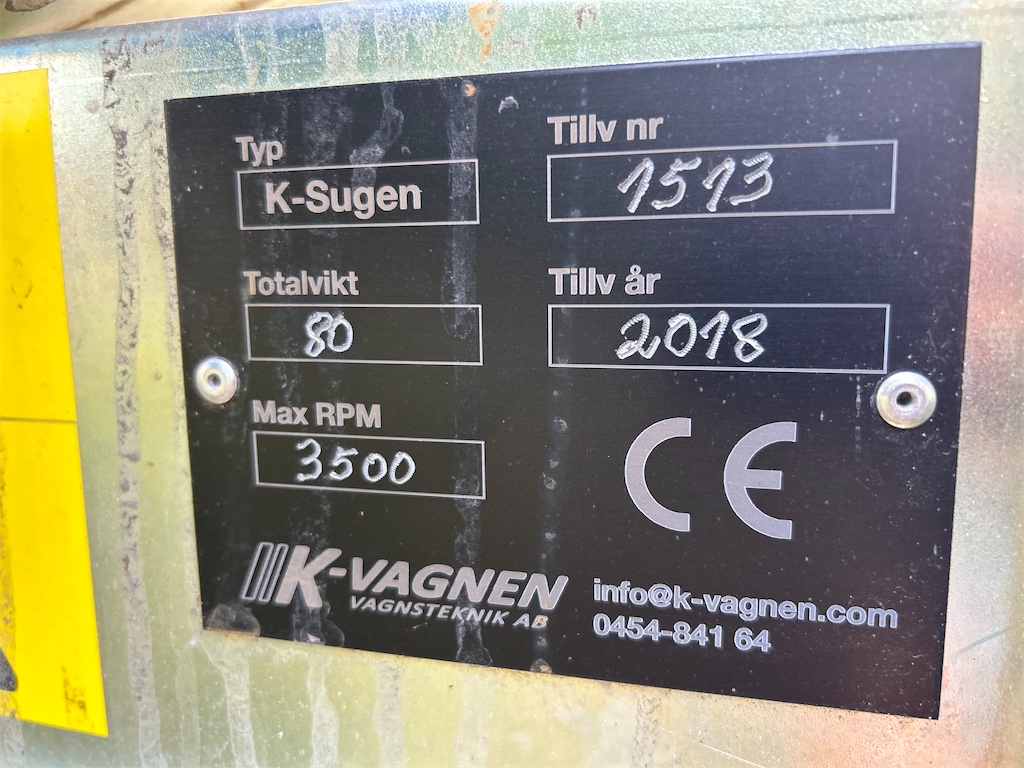 Typ
K-Sugen
Tillv nr
1513
Totalvikt
80
Tillv år
2018
Max RPM
3500
CE
K-VAGNEN
VAGNSTEKNIK AB
info@k-vagnen.com
0454-841 64